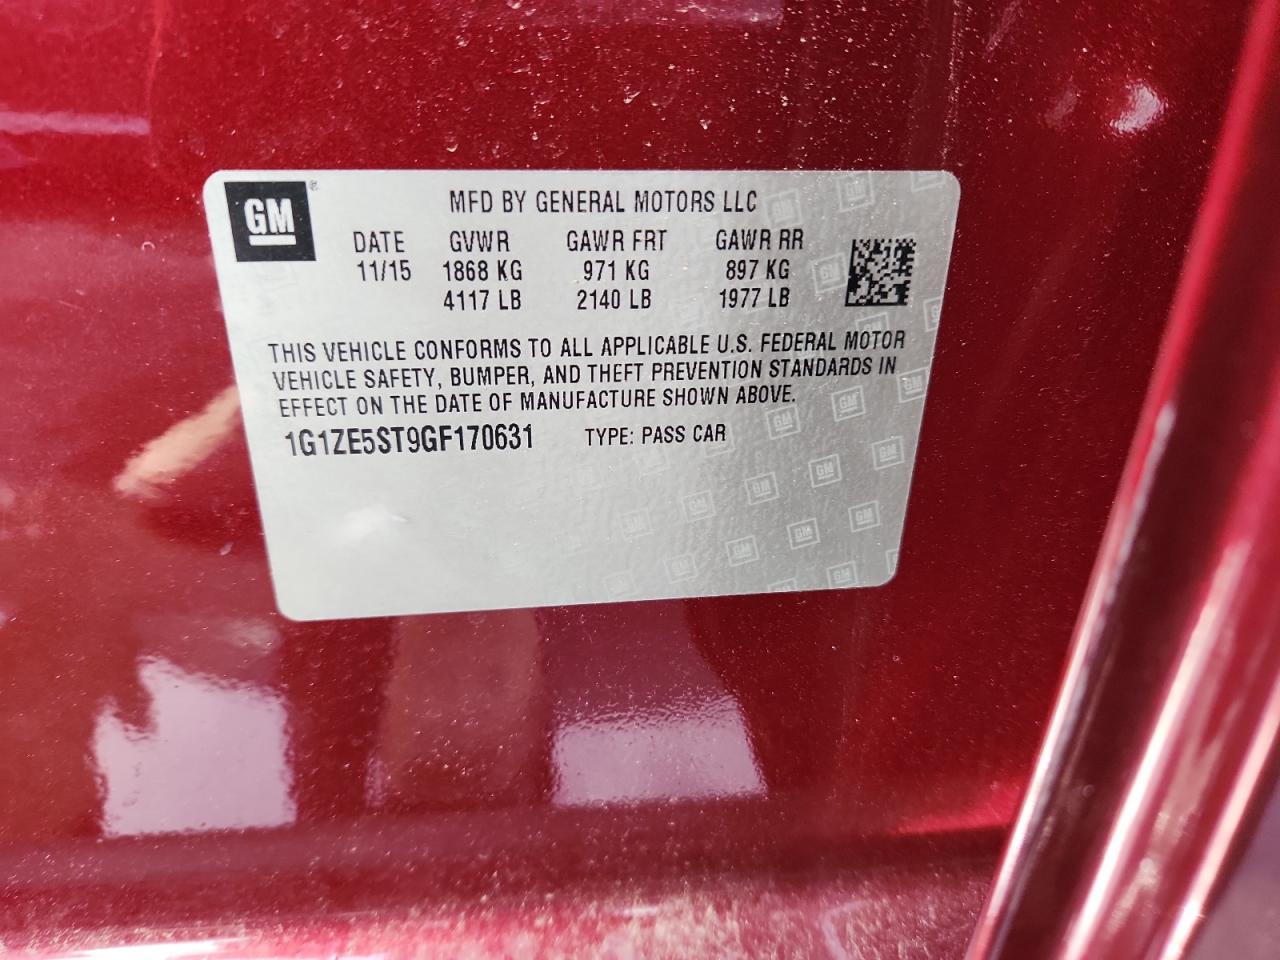 GM
MFD BY GENERAL MOTORS LLC
DATE GVWR GAWR FRT GAWR RR
11/15 1868 KG 971 KG 897 KG
4117 LB 2140 LB 1977 LB
THIS VEHICLE CONFORMS TO ALL APPLICABLE U.S. FEDERAL MOTOR
VEHICLE SAFETY, BUMPER, AND THEFT PREVENTION STANDARDS IN
EFFECT ON THE DATE OF MANUFACTURE SHOWN ABOVE.
1G1ZE5ST9GF170631 TYPE: PASS CAR